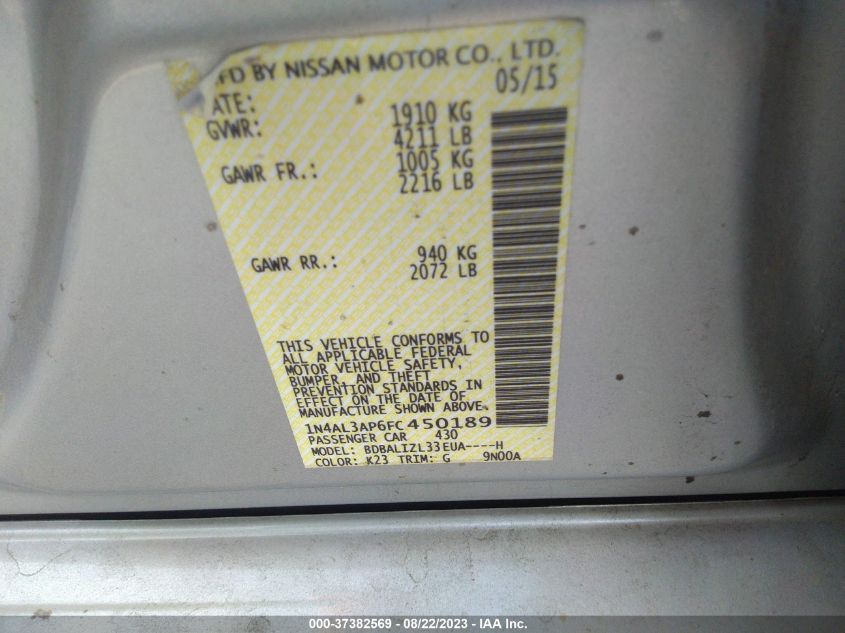 MFD BY NISSAN MOTOR CO., LTD.
DATE: 05/15
GVWR: 1910 KG
4211 LB
GAWR FR.: 1005 KG
2216 LB
GAWR RR.: 940 KG
2072 LB
THIS VEHICLE CONFORMS TO
ALL APPLICABLE FEDERAL
MOTOR VEHICLE SAFETY,
BUMPER, AND THEFT
PREVENTION STANDARDS IN
EFFECT ON THE DATE OF
MANUFACTURE SHOWN ABOVE.
1N4AL3AP6FC450189
PASSENGER CAR 430
MODEL: BDBALIZL33EUA----H
COLOR: K23 TRIM: G 9N00A
000-37382569 - 08/22/2023 - IAA Inc.